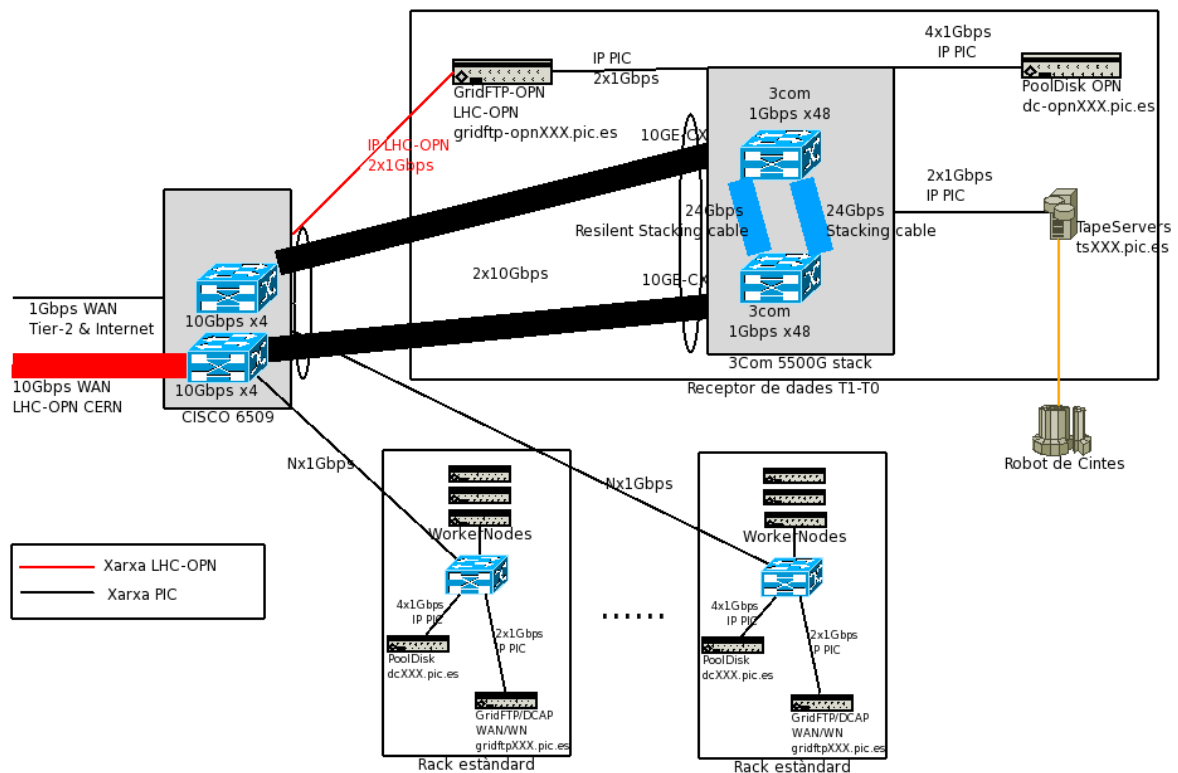 4x1Gbps
IP PIC
IP PIC
2x1Gbps
GridFTP-OPN
LHC-OPN
gridftp-opnXXX.pic.es
PoolDisk OPN
dc-opnXXX.pic.es
3com
1Gbps x48
10GE-CX
IP LHC-OPN
2x1Gbps
2x1Gbps
IP PIC
24Gbps
Resilent Stacking cable
24Gbps
Stacking cable
TapeServers
tsXXX.pic.es
2x10Gbps
10GE-CX
3com
1Gbps x48
3Com 5500G stack
Receptor de dades T1-T0
1Gbps WAN
Tier-2 & Internet
10Gbps x4
10Gbps x4
10Gbps WAN
LHC-OPN CERN
CISCO 6509
Robot de Cintes
Nx1Gbps
Nx1Gbps
WorkerNodes
WorkerNodes
Xarxa LHC-OPN
Xarxa PIC
4x1Gbps
IP PIC
2x1Gbps
IP PIC
PoolDisk
dcXXX.pic.es
GridFTP/DCAP
WAN/WN
gridftpXXX.pic.es
Rack estàndard
......
4x1Gbps
IP PIC
2x1Gbps
IP PIC
PoolDisk
dcXXX.pic.es
GridFTP/DCAP
WAN/WN
gridftpXXX.pic.es
Rack estàndard